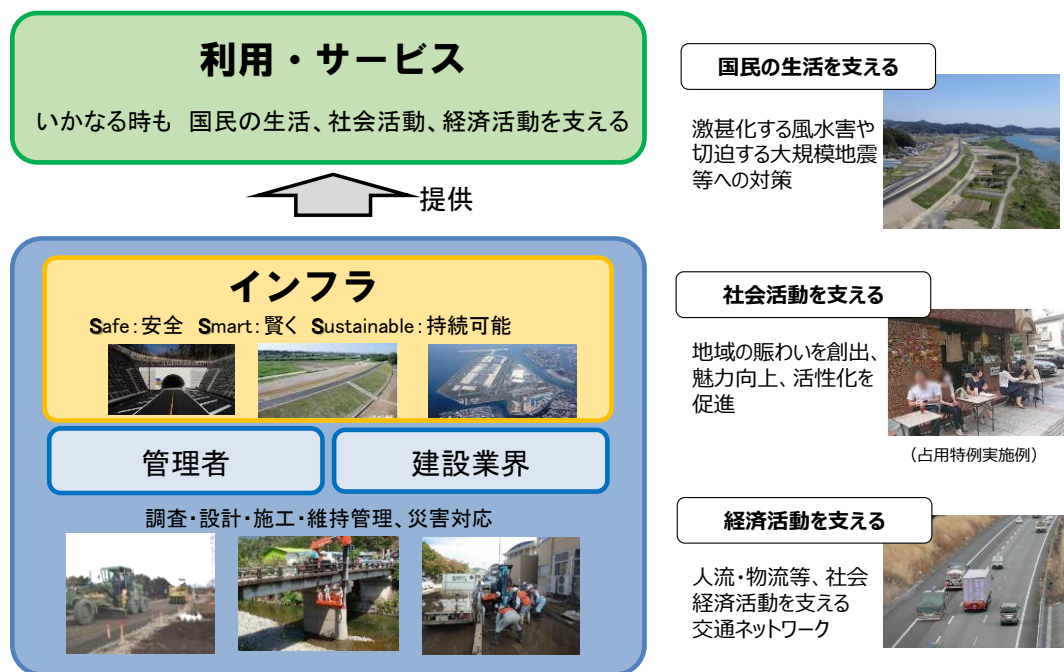 利用・サービス
いかなる時も 国民の生活、社会活動、経済活動を支える
提供
インフラ
Safe:安全 Smart:賢く Sustainable:持続可能
管理者
建設業界
調査・設計・施工・維持管理、災害対応
国民の生活を支える
激甚化する風水害や
切迫する大規模地震
等への対策
社会活動を支える
地域の賑わいを創出、
魅力向上、活性化を
促進
(占用特例実施例)
経済活動を支える
人流・物流等、社会
経済活動を支える
交通ネットワーク